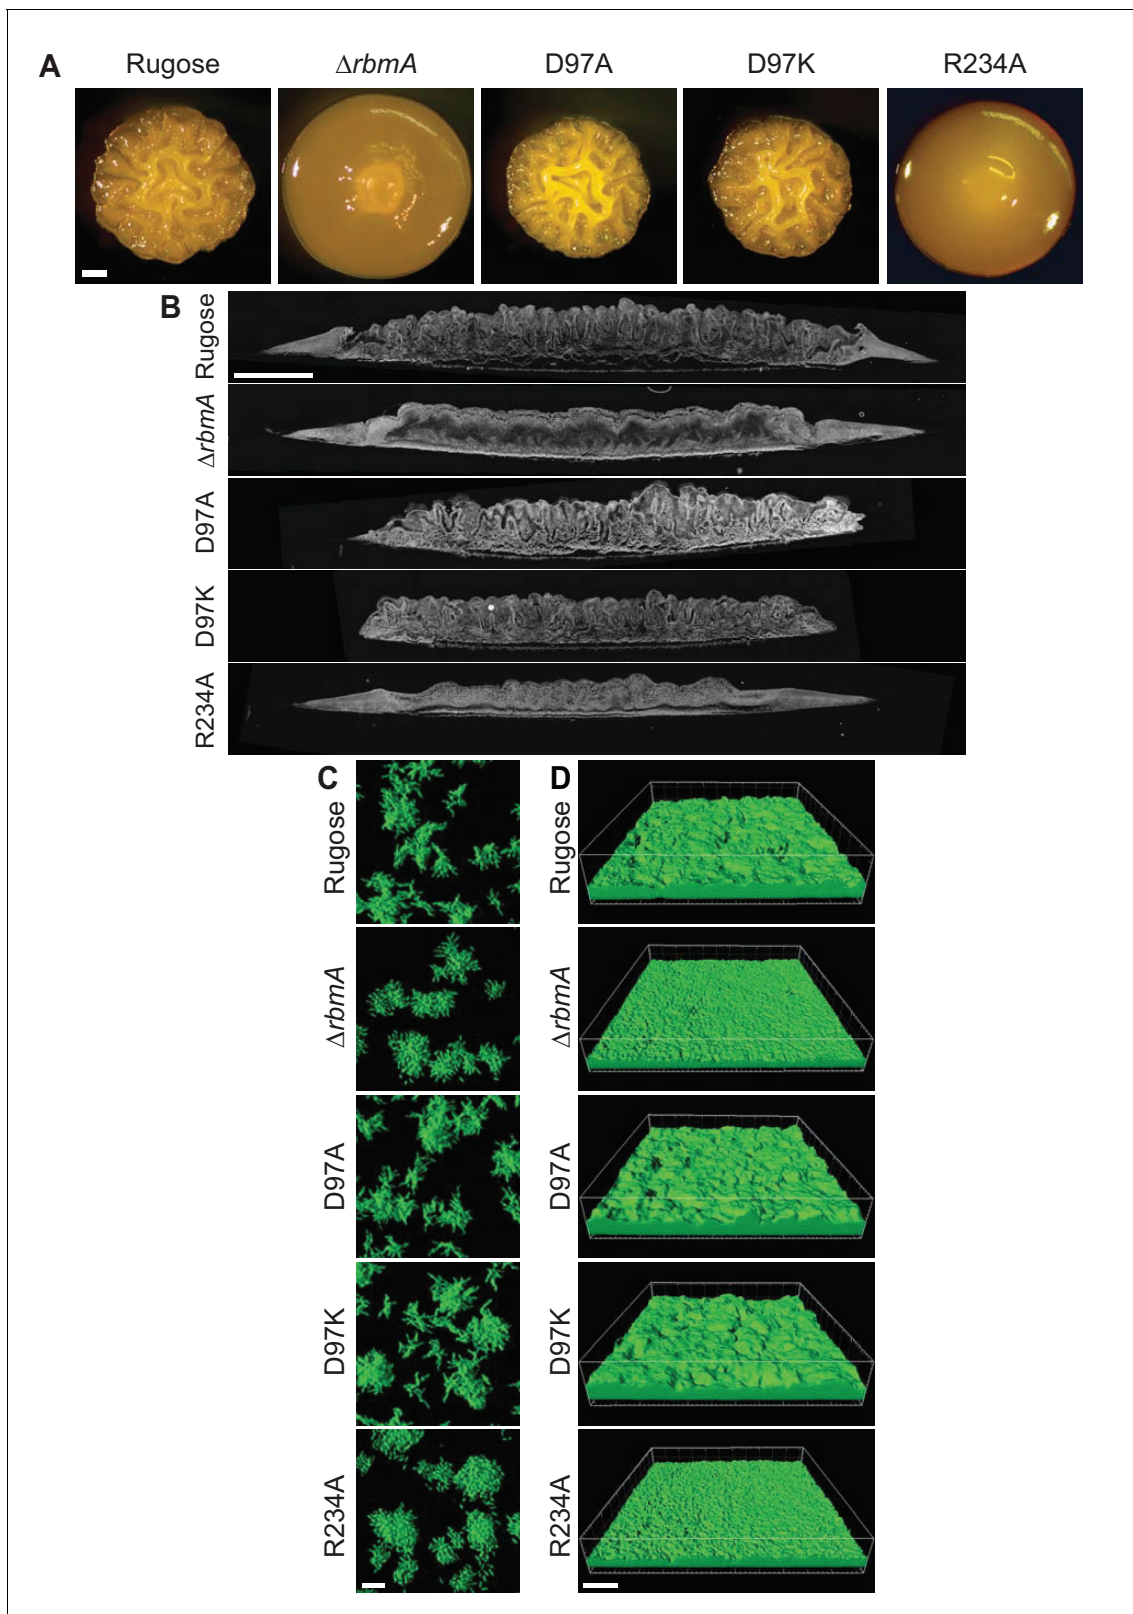 A Rugose ΔrbmA D97A D97K R234A
B
Rugose
ΔrbmA
D97A
D97K
R234A
C D
Rugose Rugose
ΔrbmA ΔrbmA
D97A D97A
D97K D97K
R234A R234A